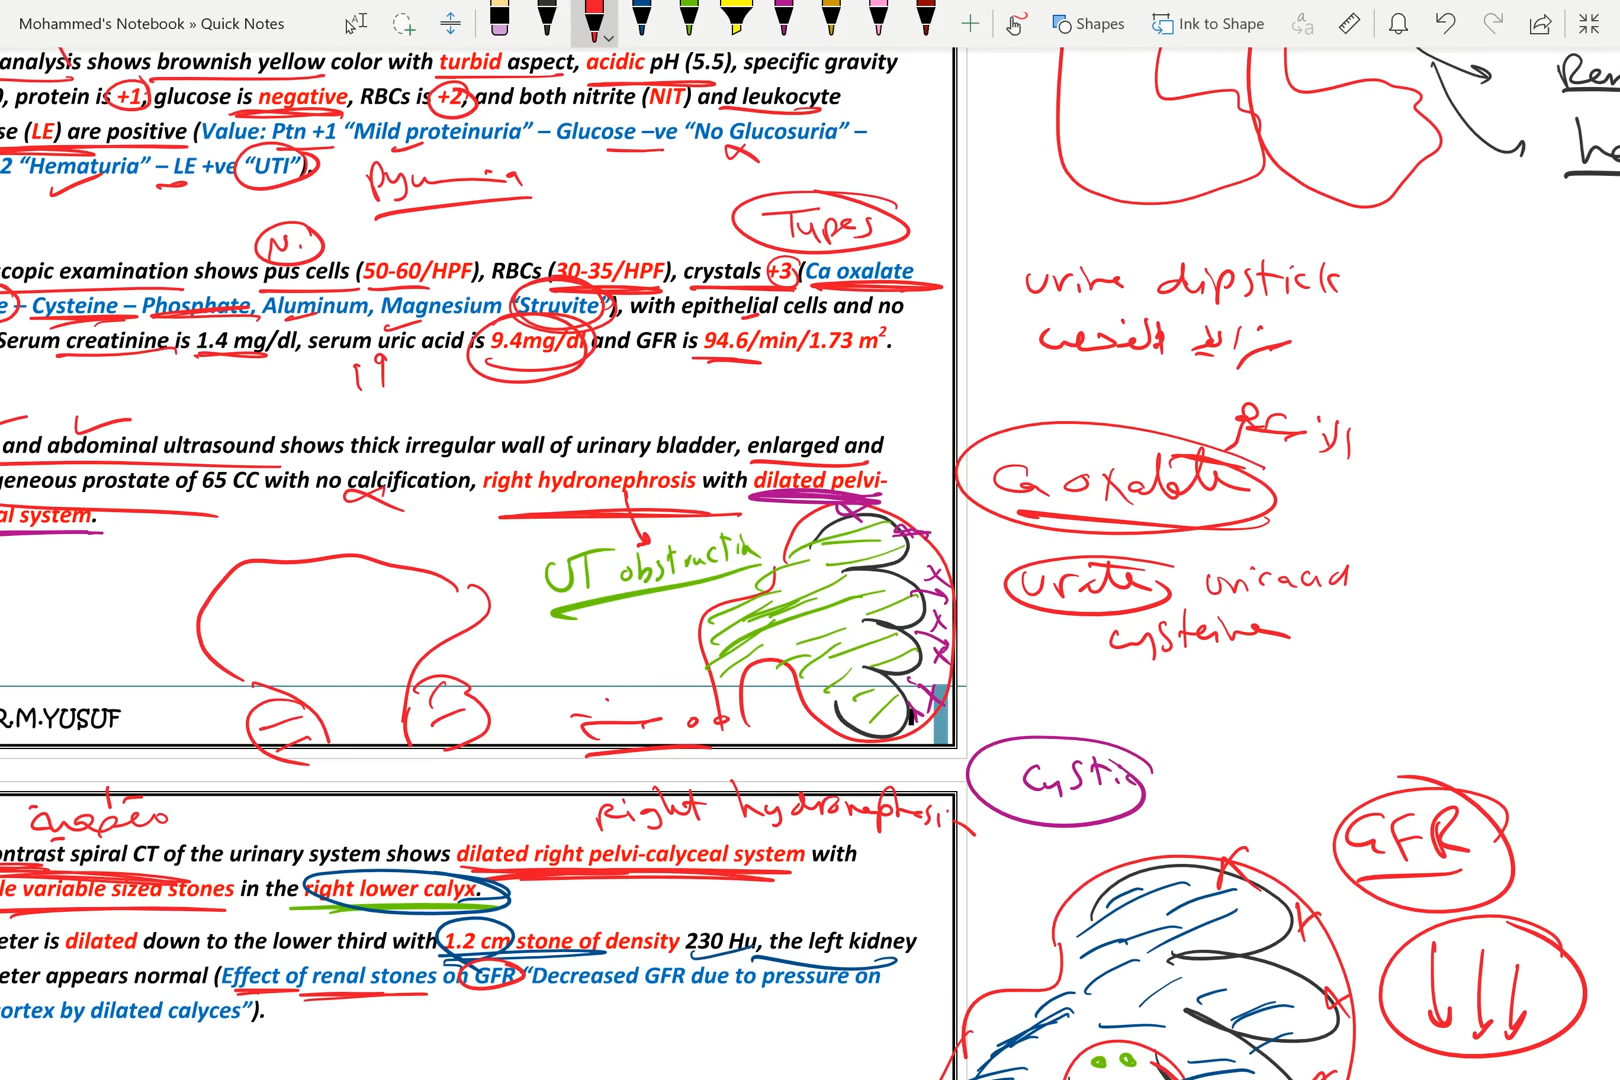 Mohammed's Notebook » Quick Notes
Shapes
Ink to Shape
analysis shows brownish yellow color with turbid aspect, acidic pH (5.5), specific gravity
, protein is +1, glucose is negative, RBCs is +2, and both nitrite (NIT) and leukocyte
se (LE) are positive (Value: Ptn +1 “Mild proteinuria” – Glucose –ve “No Glucosuria” –
2 “Hematuria” – LE +ve “UTI”).
pyuria
Types
N.
copic examination shows pus cells (50-60/HPF), RBCs (30-35/HPF), crystals +3 (Ca oxalate
e – Cysteine – Phosphate, Aluminum, Magnesium “Struvite”), with epithelial cells and no
Serum creatinine is 1.4 mg/dl, serum uric acid is 9.4mg/dl and GFR is 94.6/min/1.73 m².
and abdominal ultrasound shows thick irregular wall of urinary bladder, enlarged and
geneous prostate of 65 CC with no calcification, right hydronephrosis with dilated pelvi-
al system.
UT obstructin
R.M.YUSUF
Ren
he
urine dipstick
Ca oxalate
urate uric acid
cysteine
Cystic
GFR
Right hydronephrosis
ontrast spiral CT of the urinary system shows dilated right pelvi-calyceal system with
le variable sized stones in the right lower calyx.
eter is dilated down to the lower third with 1.2 cm stone of density 230 Hu, the left kidney
eter appears normal (Effect of renal stones on GFR “Decreased GFR due to pressure on
ortex by dilated calyces”).